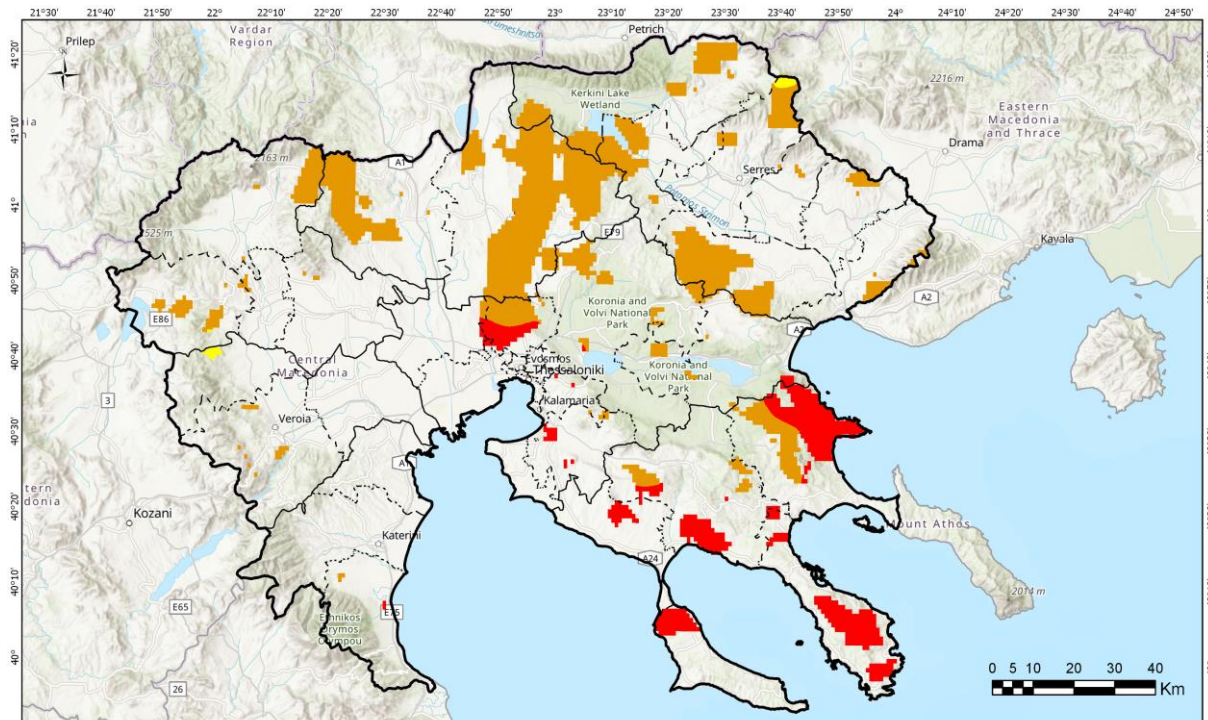 21°30' 21°40' 21°50' 22° 22°10' 22°20' 22°30' 22°40' 22°50' 23° 23°10' 23°20' 23°30' 23°40' 23°50' 24° 24°10' 24°20' 24°30' 24°40' 24°50'
41°20'
Prilep
Vardar
Region
Petrich
2216 m
Kerkini Lake
Wetland
Eastern
Macedonia
and Thrace
41°10'
Drama
2163 m
A1
Serres
41°
E79
Kavala
40°50'
525 m
A2
E86
Koronia and
Volvi National
Park
A2
40°40'
Central
Macedonia
Evosmos
Thessaloniki
Koronia and
Volvi National
Park
3
Kalamaria
40°30'
Veroia
A1
40°20'
Kozani
Mount Athos
Katerini
A24
40°10'
E65
E75
2014 m
Ethnikos
Drymos
Olympou
40°
26
0 5 10 20 30 40
Km